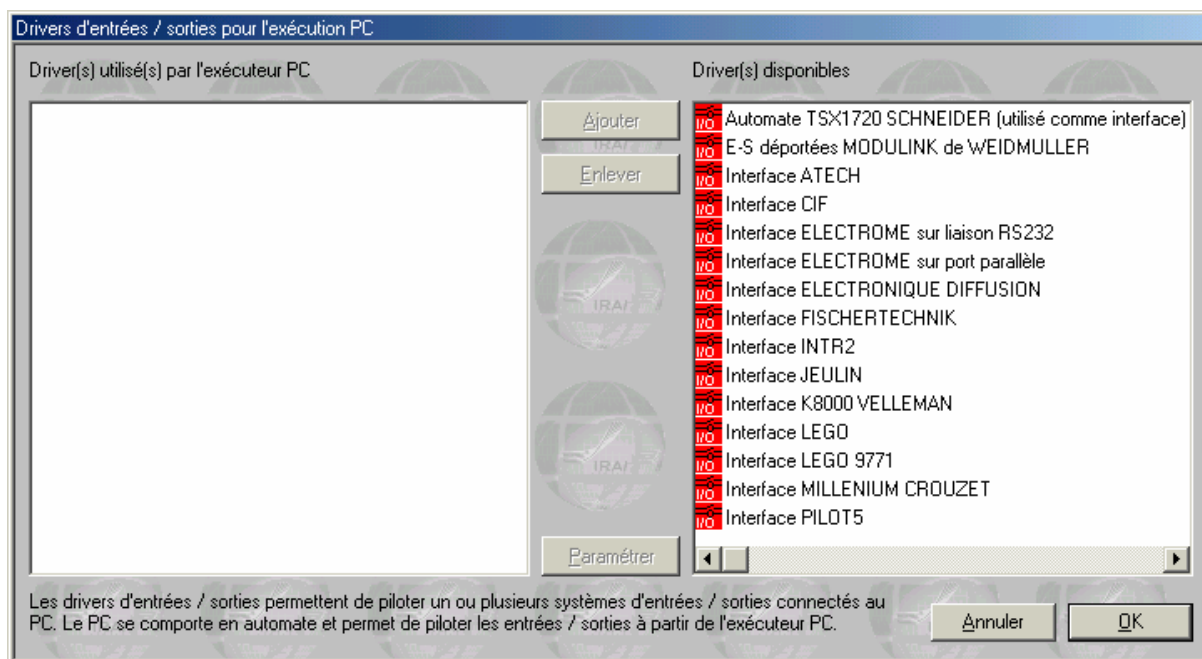 Drivers d'entrées / sorties pour l'exécution PC
Driver(s) utilisé(s) par l'exécuteur PC
Driver(s) disponibles
Ajouter
Enlever
Paramétrer
I/O Automate TSX1720 SCHNEIDER (utilisé comme interface)
I/O E-S déportées MODULINK de WEIDMULLER
I/O Interface ATECH
I/O Interface CIF
I/O Interface ELECTROME sur liaison RS232
I/O Interface ELECTROME sur port parallèle
I/O Interface ELECTRONIQUE DIFFUSION
I/O Interface FISCHERTECHNIK
I/O Interface INTR2
I/O Interface JEULIN
I/O Interface K8000 VELLEMAN
I/O Interface LEGO
I/O Interface LEGO 9771
I/O Interface MILLENIUM CROUZET
I/O Interface PILOT5
IRAI
IRAI
IRAI
Les drivers d'entrées / sorties permettent de piloter un ou plusieurs systèmes d'entrées / sorties connectés au
PC. Le PC se comporte en automate et permet de piloter les entrées / sorties à partir de l'exécuteur PC.
Annuler
OK